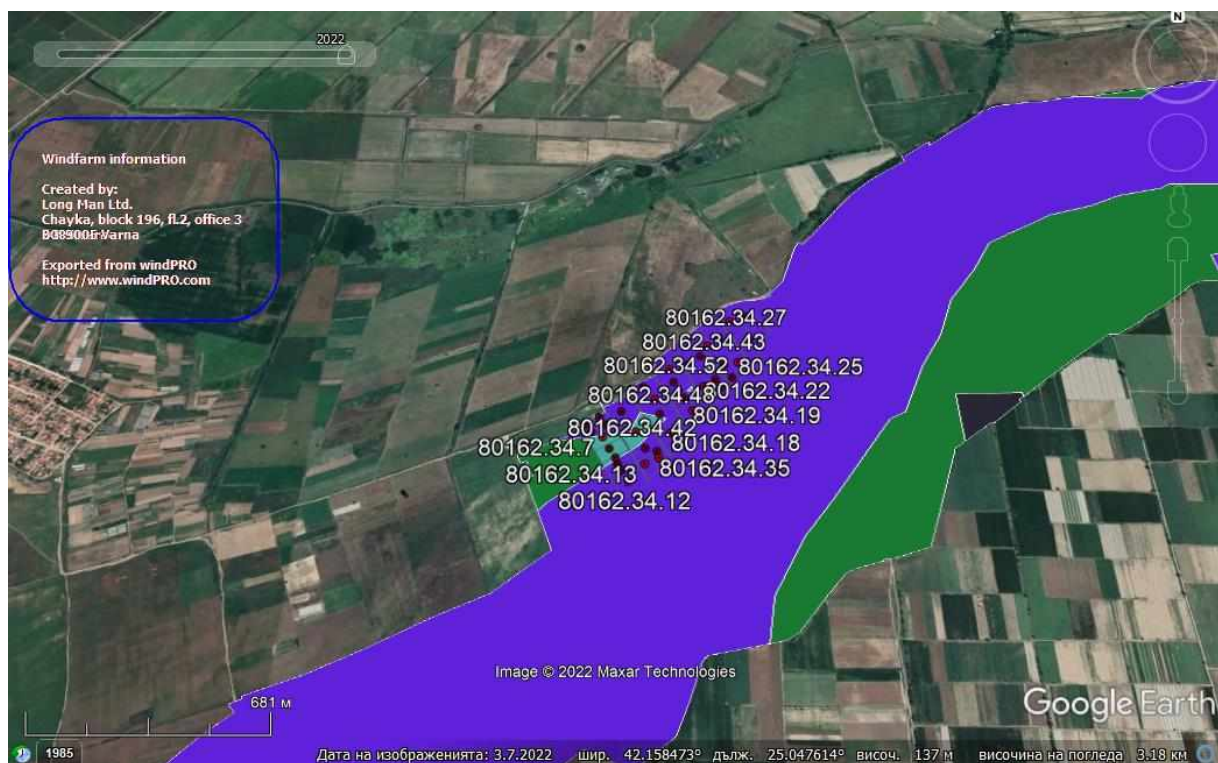 2022
N
Windfarm information
Created by:
Long Man Ltd.
Chayka, block 196, fl.2, office 3
Varna
Exported from windPRO
http://www.windPRO.com
80162.34.27
80162.34.43
80162.34.52 80162.34.25
80162.34.48 80162.34.22
80162.34.19
80162.34.42
80162.34.7 80162.34.18
80162.34.13 80162.34.35
80162.34.12
Image © 2022 Maxar Technologies
681 м
Google Earth
1985
Дата на изображенията: 3.7.2022 шир. 42.158473° дълж. 25.047614° височ. 137 м височина на погледа 3.18 км